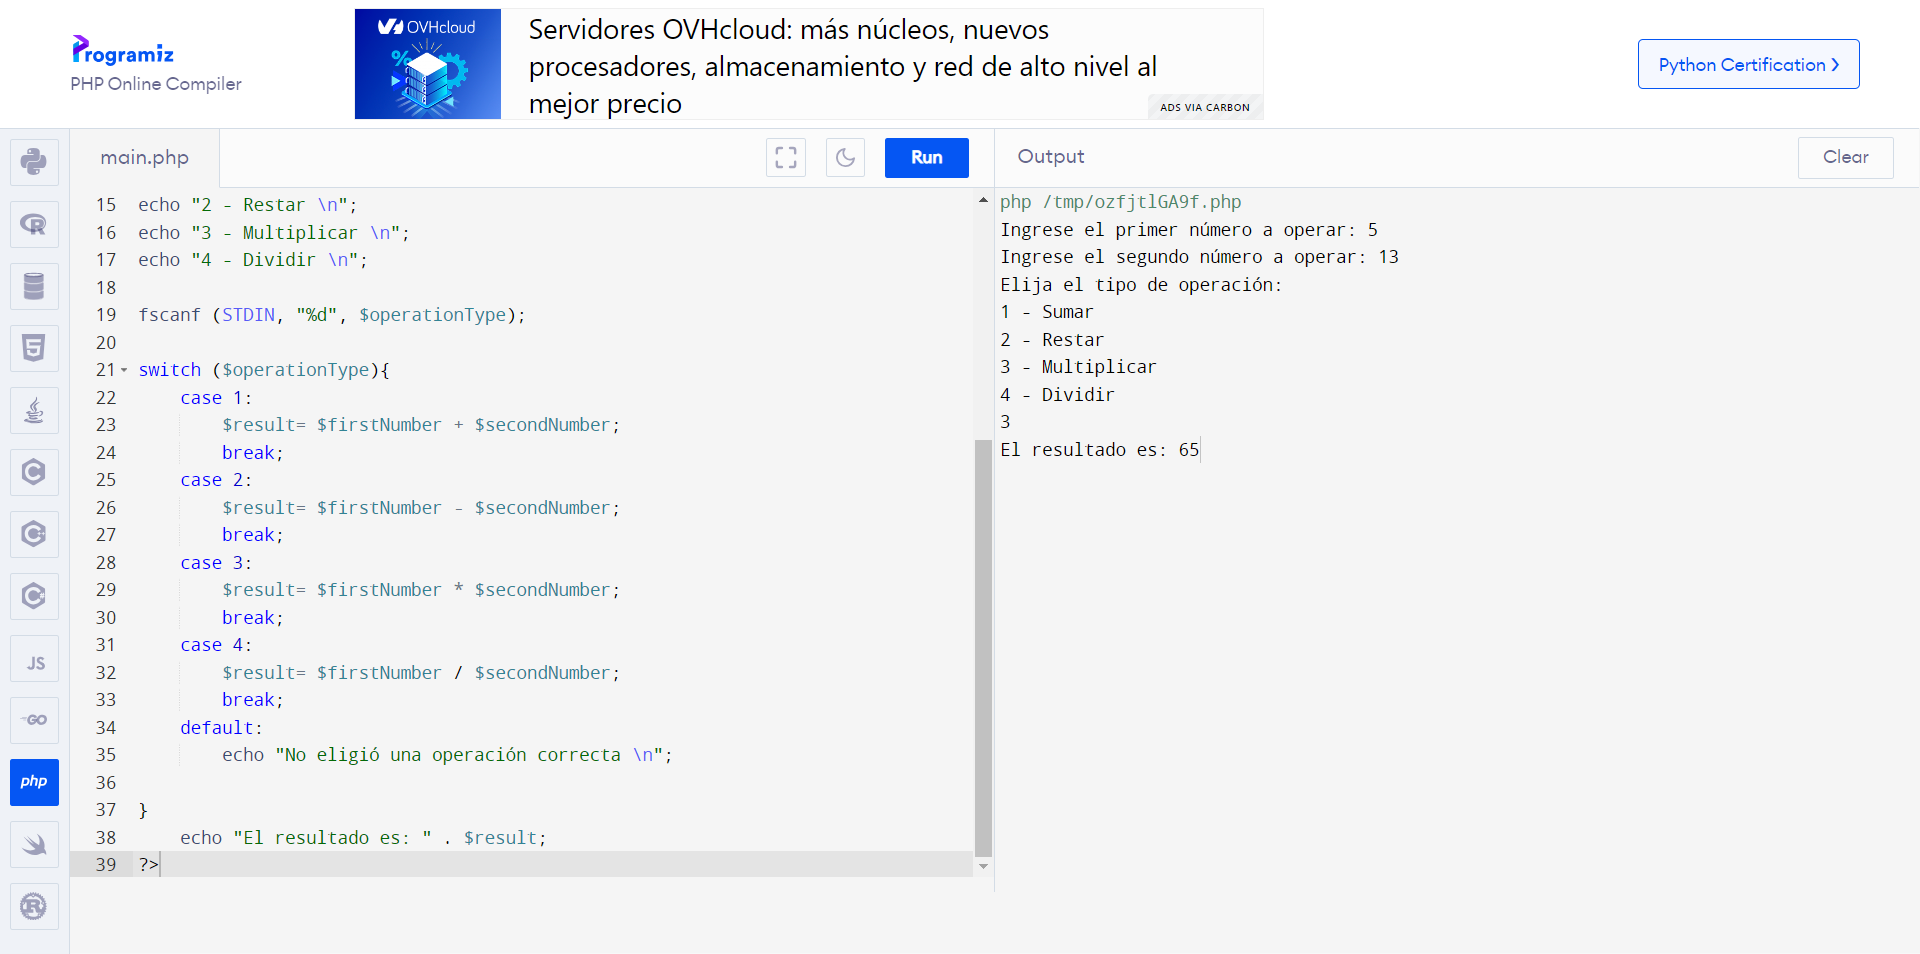 Programiz
PHP Online Compiler
OVHcloud
%
Servidores OVHcloud: más núcleos, nuevos
procesadores, almacenamiento y red de alto nivel al
mejor precio
ADS VIA CARBON
Python Certification
main.php
Run
Output
Clear
R
5
C
C
C
JS
GO
php
R
15 echo "2 - Restar \n";
16 echo "3 - Multiplicar \n";
17 echo "4 - Dividir \n";
18
19 fscanf (STDIN, "%d", $operationType);
20
21 switch ($operationType){
22 case 1:
23 $result= $firstNumber + $secondNumber;
24 break;
25 case 2:
26 $result= $firstNumber - $secondNumber;
27 break;
28 case 3:
29 $result= $firstNumber * $secondNumber;
30 break;
31 case 4:
32 $result= $firstNumber / $secondNumber;
33 break;
34 default:
35 echo "No eligió una operación correcta \n";
36
37 }
38 echo "El resultado es: " . $result;
39 ?>
php /tmp/ozfjtlGA9f.php
Ingrese el primer número a operar: 5
Ingrese el segundo número a operar: 13
Elija el tipo de operación:
1 - Sumar
2 - Restar
3 - Multiplicar
4 - Dividir
3
El resultado es: 65